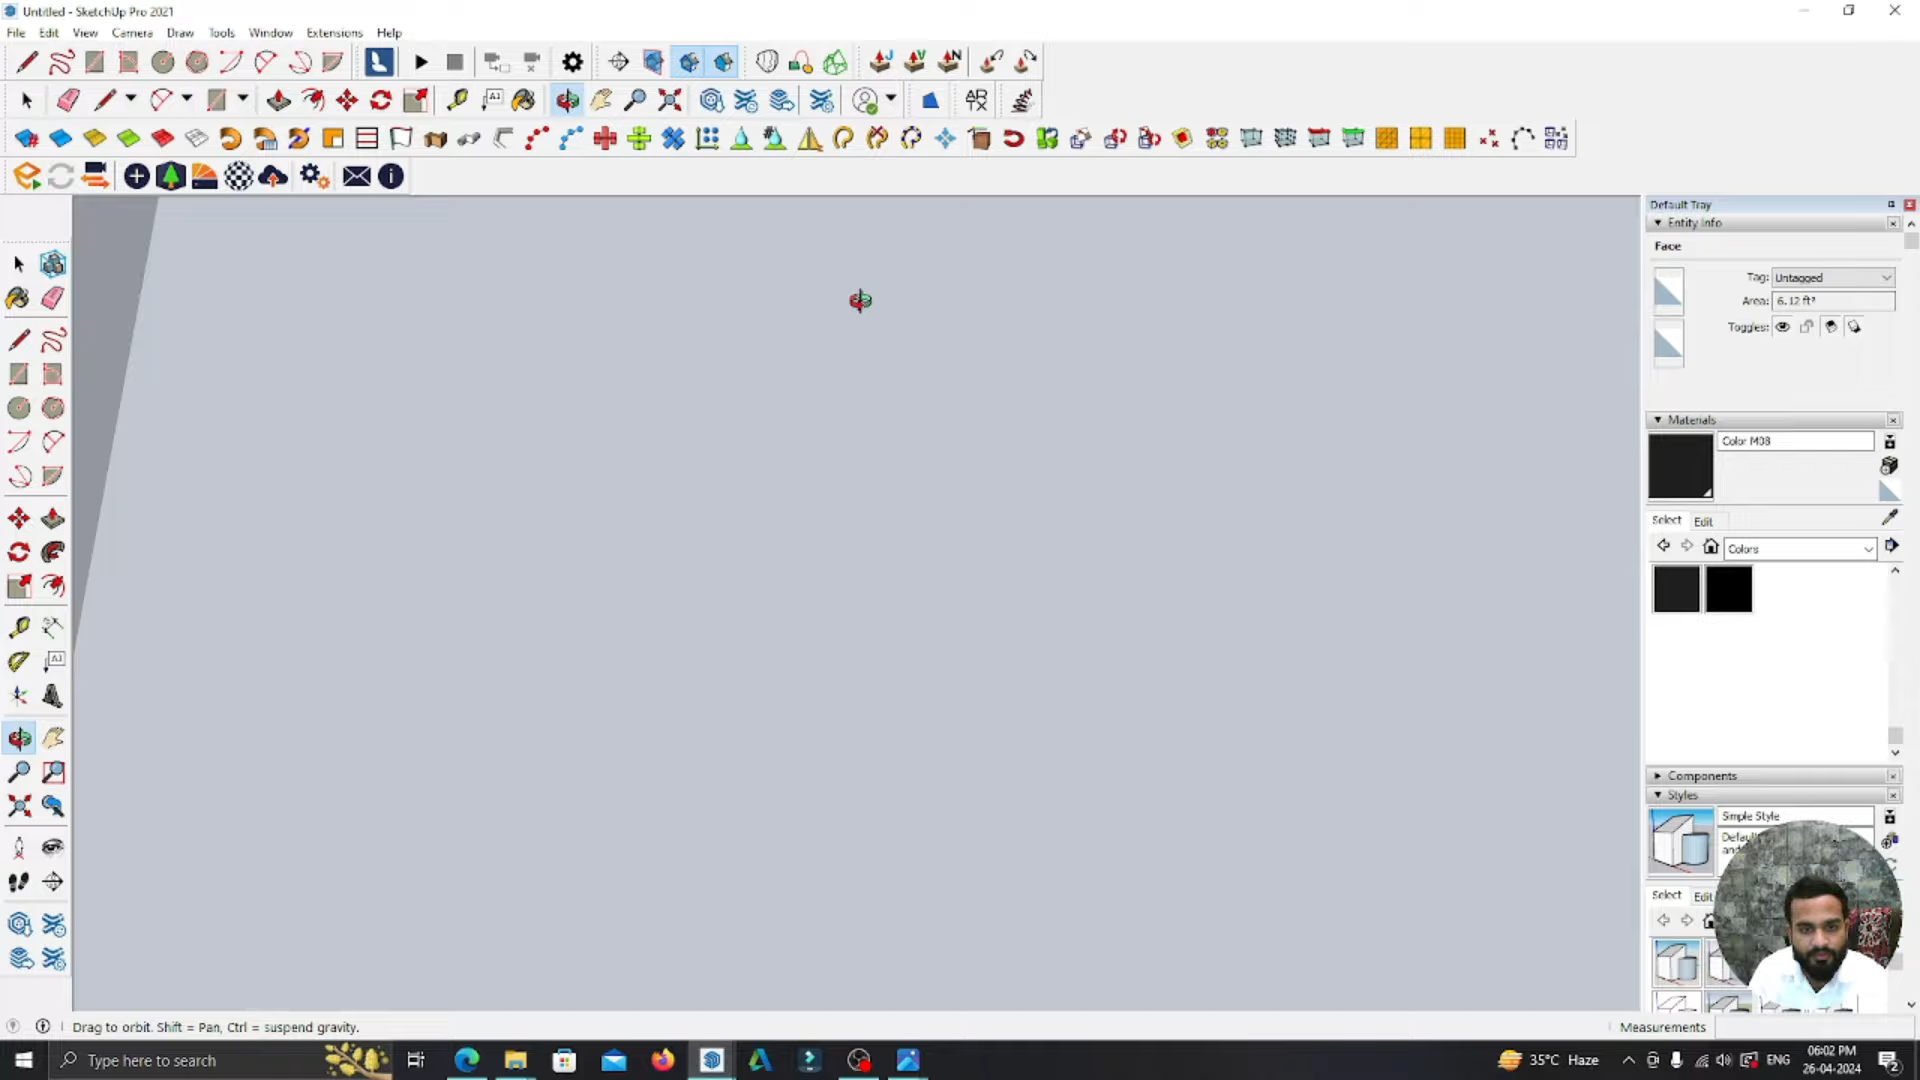 Untitled - SketchUp Pro 2021
File Edit View Camera Draw Tools Window Extensions Help
Default Tray
Entity Info
Face
Tag: Untagged
Area: 6.12 ft²
Toggles:
Materials
Color M08
Select Edit
Colors
Components
Styles
Simple Style
Select Edit
Drag to orbit. Shift = Pan, Ctrl = suspend gravity.
Measurements
Type here to search
35°C Haze
ENG
06:02 PM
26-04-2024
2